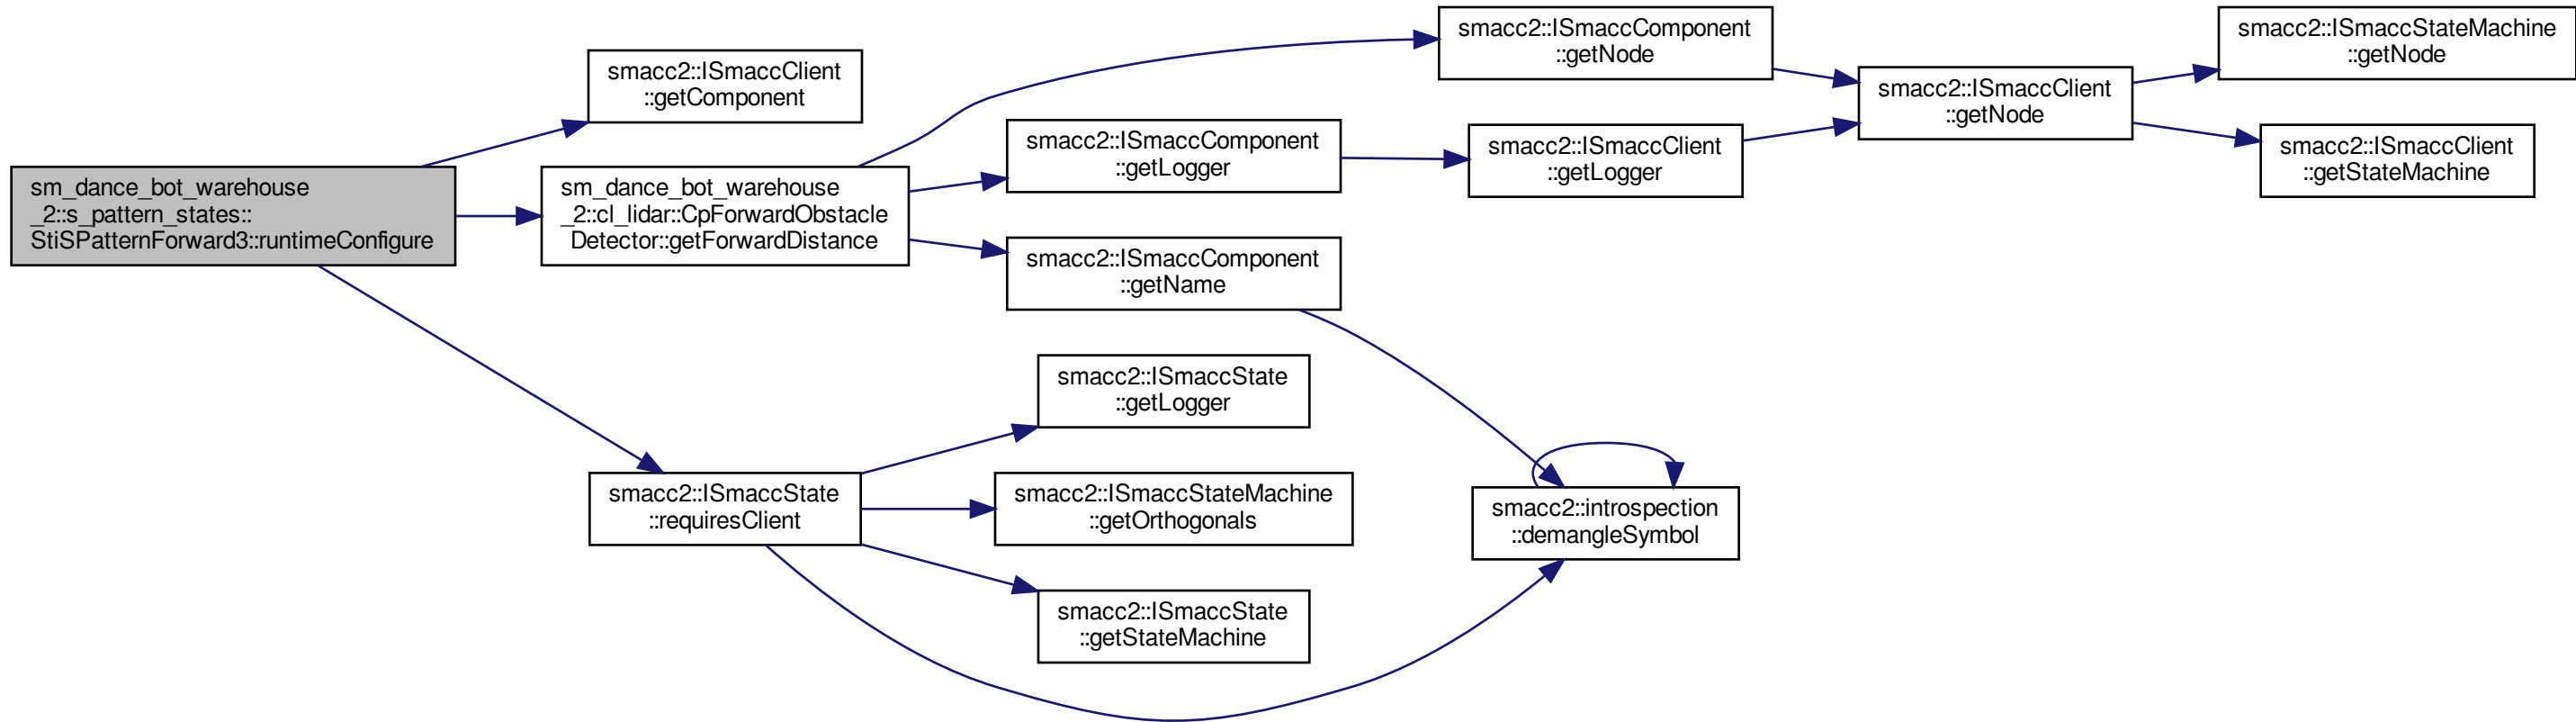 sm_dance_bot_warehouse
_2::s_pattern_states::
StiSPatternForward3::runtimeConfigure
smacc2::ISmaccClient
::getComponent
sm_dance_bot_warehouse
_2::cl_lidar::CpForwardObstacle
Detector::getForwardDistance
smacc2::ISmaccState
::requiresClient
smacc2::ISmaccComponent
::getNode
smacc2::ISmaccComponent
::getLogger
smacc2::ISmaccComponent
::getName
smacc2::ISmaccClient
::getLogger
smacc2::ISmaccClient
::getNode
smacc2::ISmaccStateMachine
::getNode
smacc2::ISmaccClient
::getStateMachine
smacc2::ISmaccState
::getLogger
smacc2::ISmaccStateMachine
::getOrthogonals
smacc2::ISmaccState
::getStateMachine
smacc2::introspection
::demangleSymbol